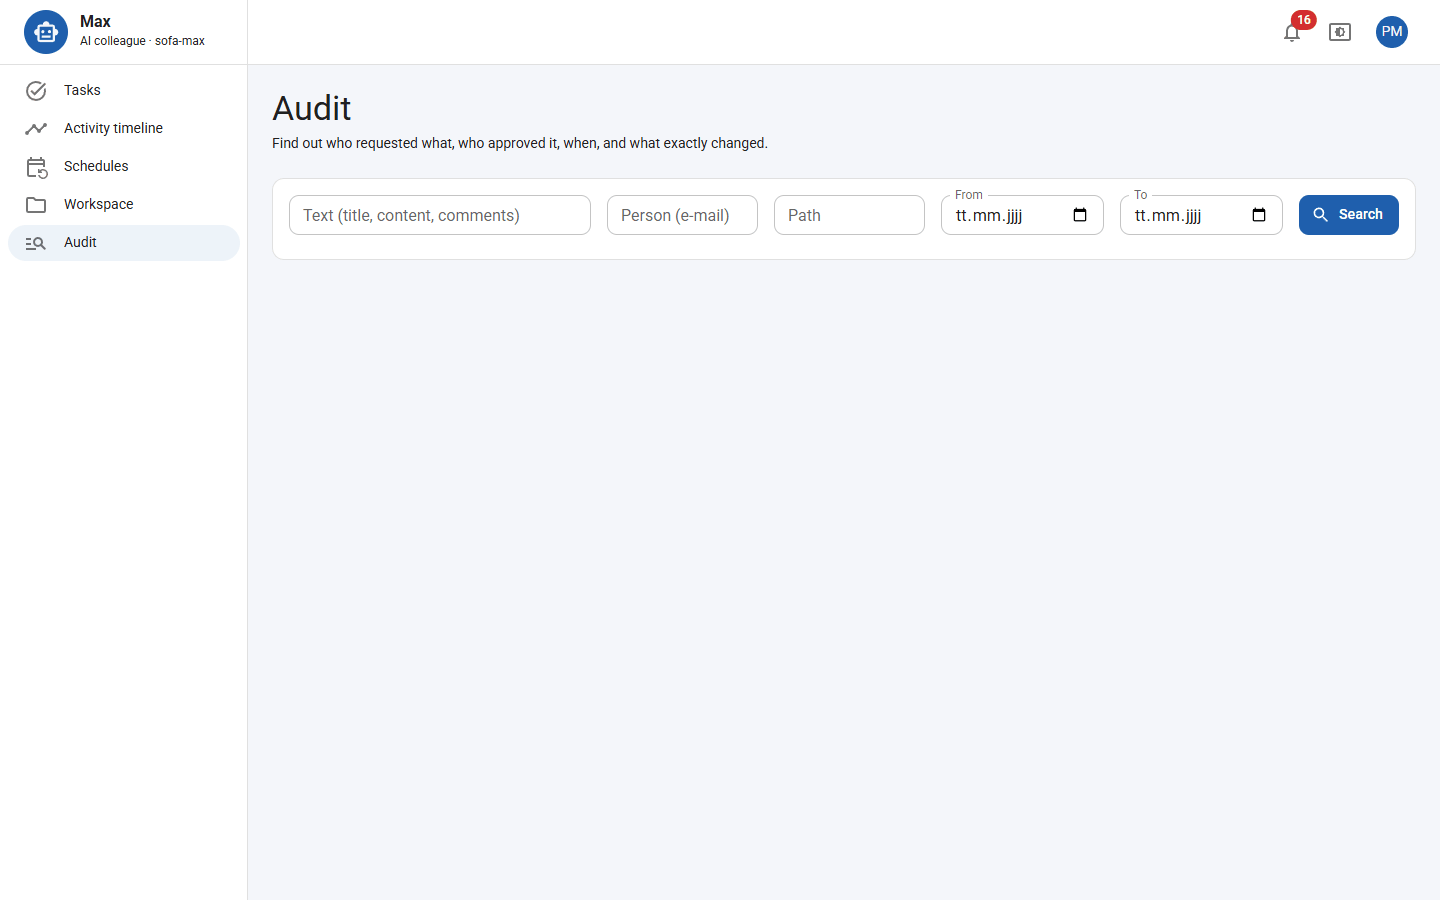 Max
AI colleague · sofa-max
16
PM
Tasks
Activity timeline
Schedules
Workspace
Audit
Audit
Find out who requested what, who approved it, when, and what exactly changed.
Text (title, content, comments)
Person (e-mail)
Path
From
tt.mm.jjjj
To
tt.mm.jjjj
Search